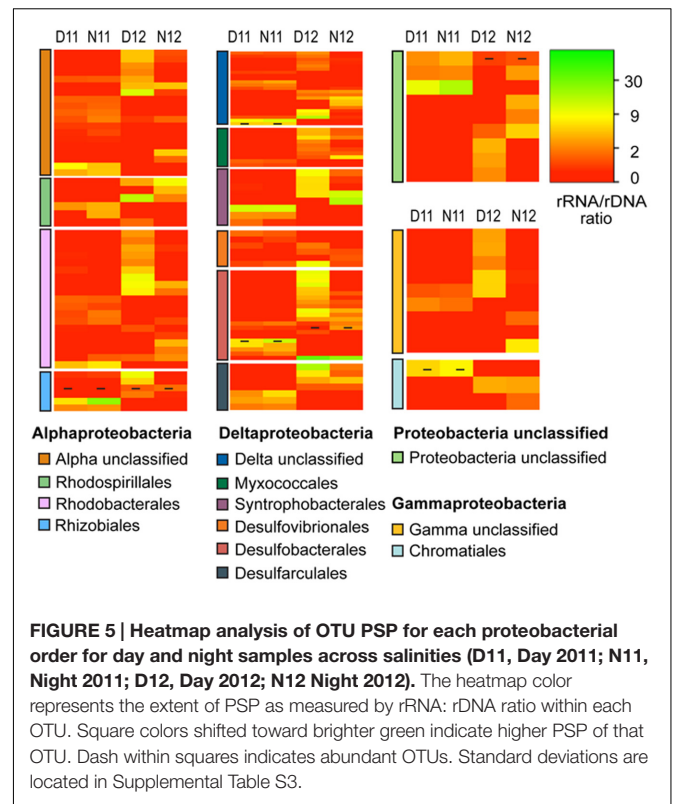 D11 N11 D12 N12
D11 N11 D12 N12
D11 N11 D12 N12
30
9
2
0
rRNA/rDNA
ratio
D11 N11 D12 N12
Alphaproteobacteria
Alpha unclassified
Rhodospirillales
Rhodobacterales
Rhizobiales
Deltaproteobacteria
Delta unclassified
Myxococcales
Syntrophobacterales
Desulfovibrionales
Desulfobacterales
Desulfarculales
Proteobacteria unclassified
Proteobacteria unclassified
Gammaproteobacteria
Gamma unclassified
Chromatiales
FIGURE 5 | Heatmap analysis of OTU PSP for each proteobacterial
order for day and night samples across salinities (D11, Day 2011; N11,
Night 2011; D12, Day 2012; N12 Night 2012). The heatmap color
represents the extent of PSP as measured by rRNA: rDNA ratio within each
OTU. Square colors shifted toward brighter green indicate higher PSP of that
OTU. Dash within squares indicates abundant OTUs. Standard deviations are
located in Supplemental Table S3.